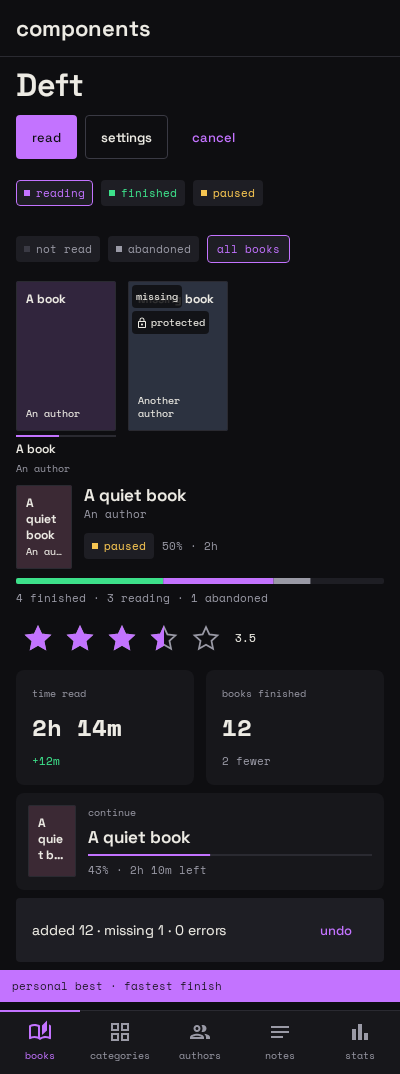 components
Deft
read settings cancel
reading finished paused
not read abandoned all books
A book
missing book
protected
An author
Another
author
A book
An author
A
quiet
book
An au…
A quiet book
An author
paused 50% · 2h
4 finished · 3 reading · 1 abandoned
3.5
time read
2h 14m
+12m
books finished
12
2 fewer
A
quie
t b…
continue
A quiet book
43% · 2h 10m left
added 12 · missing 1 · 0 errors undo
personal best · fastest finish
books categories authors notes stats